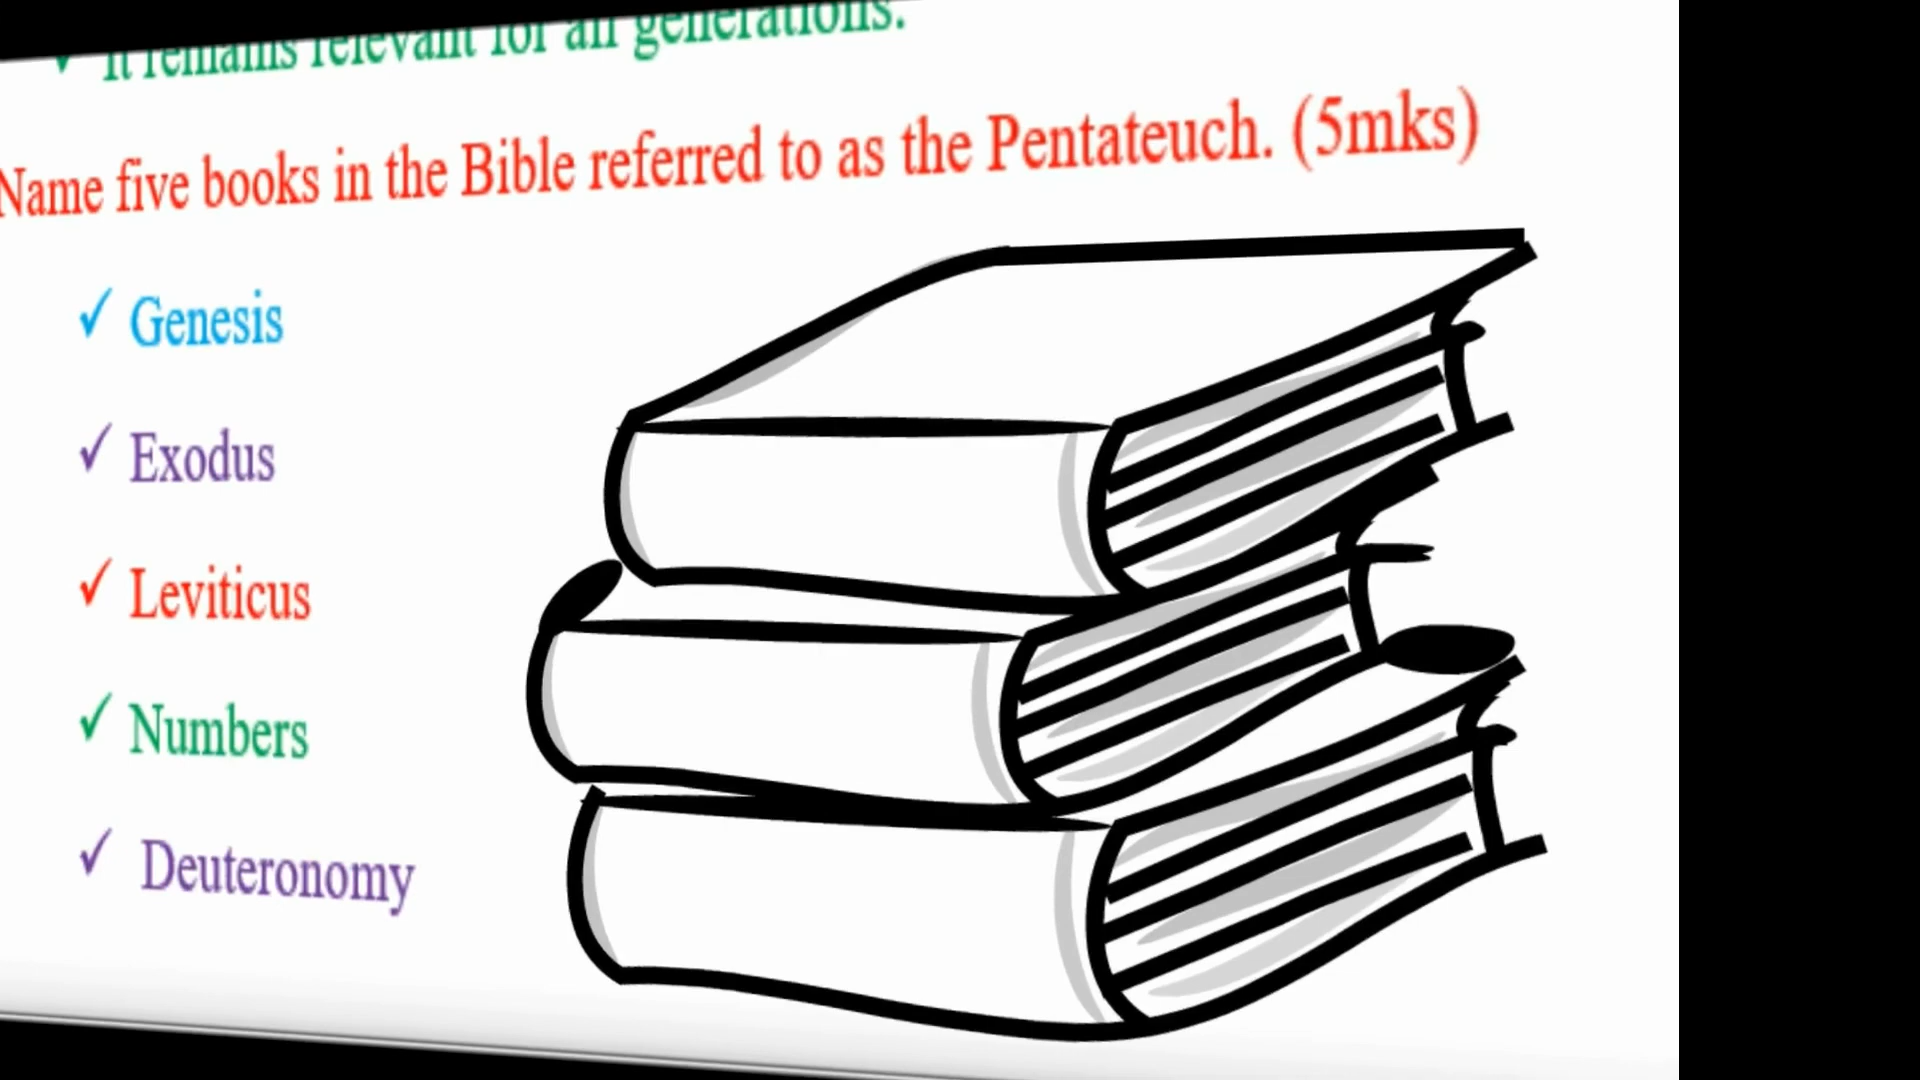 ✓ It remains relevant for all generations.
Name five books in the Bible referred to as the Pentateuch. (5mks)
✓ Genesis
✓ Exodus
✓ Leviticus
✓ Numbers
✓ Deuteronomy